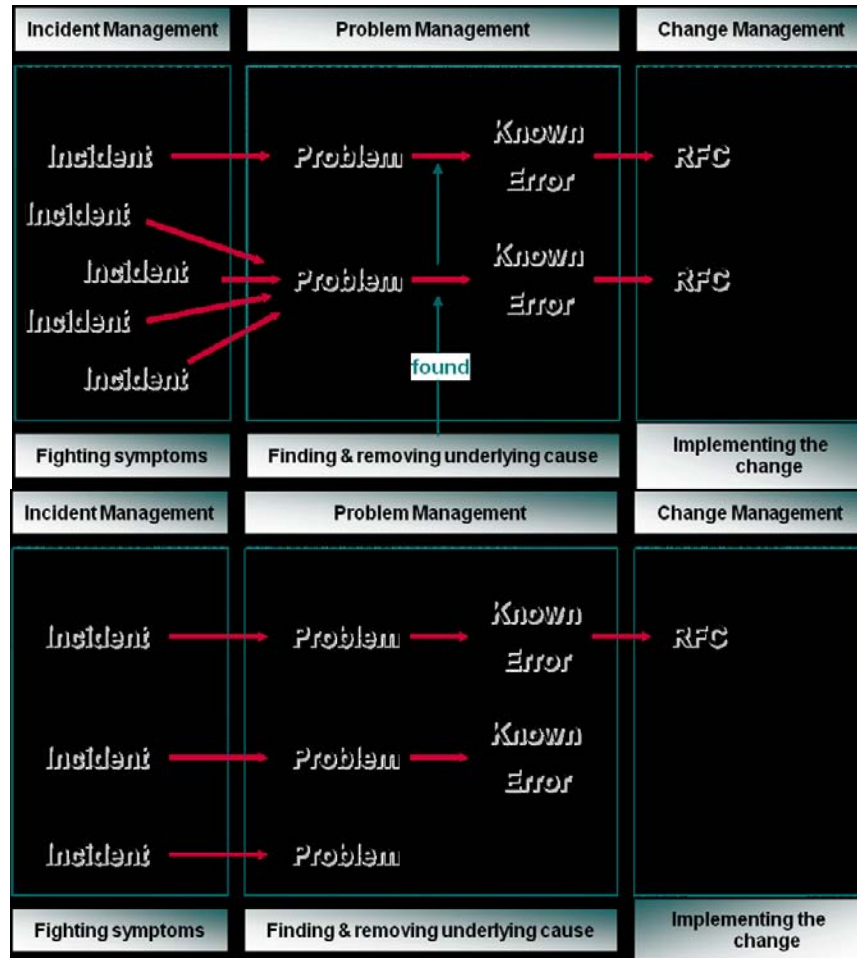 Incident Management Problem Management Change Management
Incident Problem Known Error RFC
Incident
Incident Problem Known Error RFC
Incident
Incident
found
Fighting symptoms Finding & removing underlying cause Implementing the change
Incident Management Problem Management Change Management
Incident Problem Known Error RFC
Incident Problem Known Error
Incident Problem
Fighting symptoms Finding & removing underlying cause Implementing the change